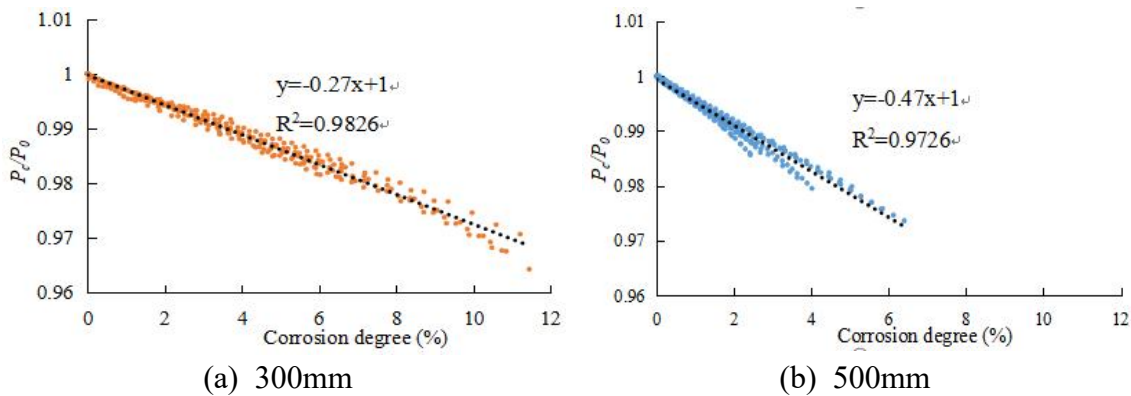 1.01
1
0.99
0.98
0.97
0.96
Pc/P0
y=-0.27x+1
R2=0.9826
0 2 4 6 8 10 12
Corrosion degree (%)
(a) 300mm
1.01
1
0.99
0.98
0.97
0.96
Pc/P0
y=-0.47x+1
R2=0.9726
0 2 4 6 8 10 12
Corrosion degree (%)
(b) 500mm